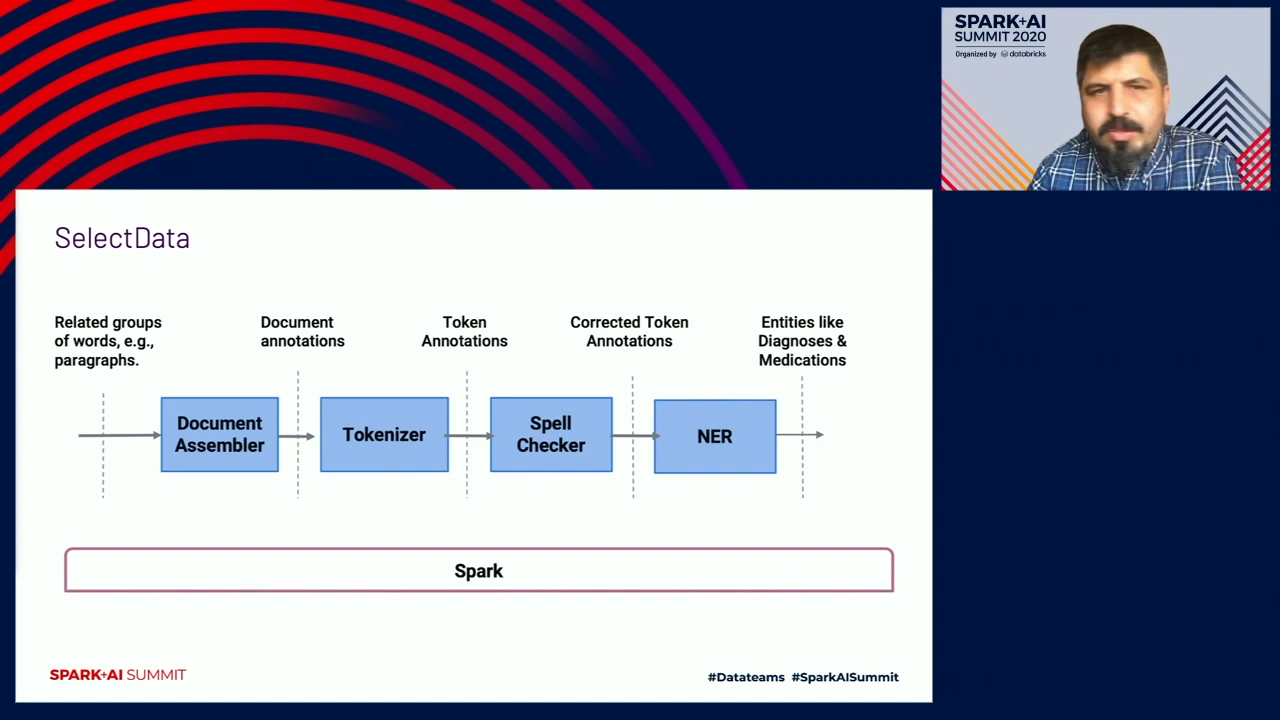 SPARK+AI
SUMMIT 2020
Organized by databricks
SelectData
Related groups
of words, e.g.,
paragraphs.
Document
annotations
Token
Annotations
Corrected Token
Annotations
Entities like
Diagnoses &
Medications
Document
Assembler
Tokenizer
Spell
Checker
NER
Spark
SPARK+AI SUMMIT
#Datateams #SparkAISummit